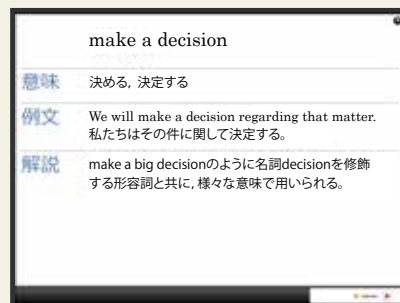 make a decision
意味 決める, 決定する
例文 We will make a decision regarding that matter.
私たちはその件に関して決定する。
解説 make a big decisionのように名詞decisionを修飾
する形容詞と共に, 様々な意味で用いられる。